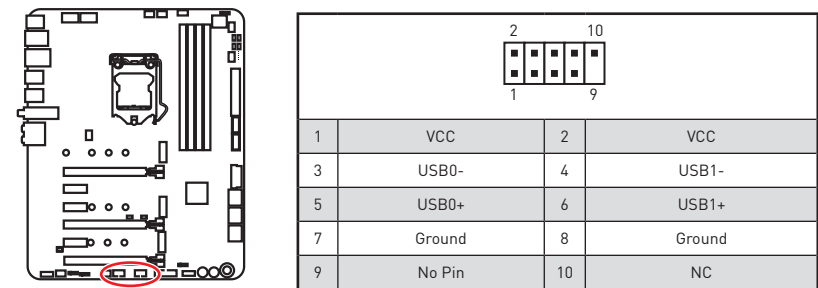 2 10
1 9
1 VCC 2 VCC
3 USB0- 4 USB1-
5 USB0+ 6 USB1+
7 Ground 8 Ground
9 No Pin 10 NC